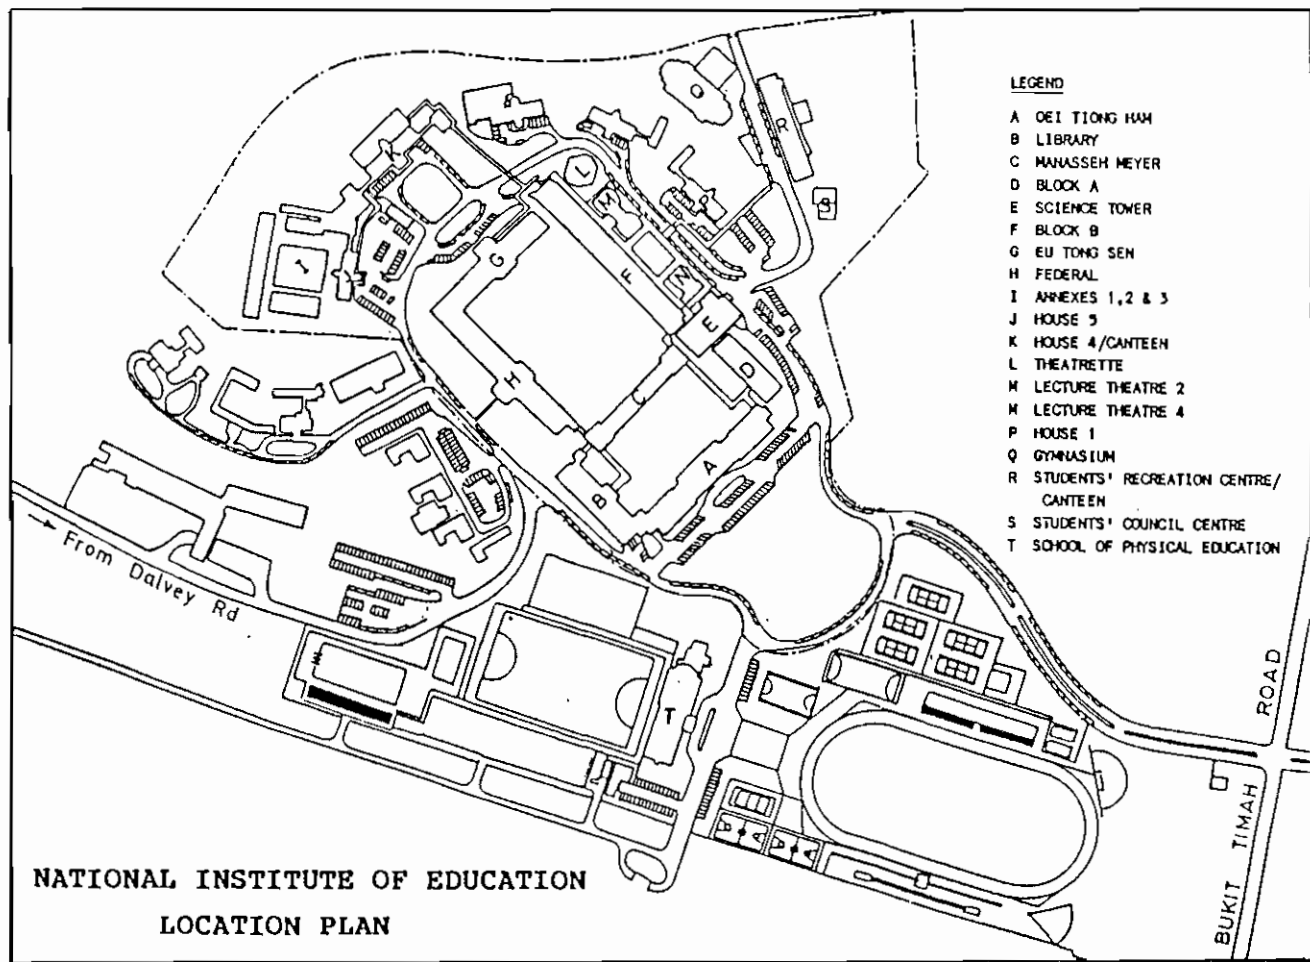 LEGEND
A OEI TIONG HAM
B LIBRARY
C MANASSEH MEYER
D BLOCK A
E SCIENCE TOWER
F BLOCK B
G EU TONG SEN
H FEDERAL
I ANNEXES 1,2 & 3
J HOUSE 5
K HOUSE 4/CANTEEN
L THEATRETTE
M LECTURE THEATRE 2
M LECTURE THEATRE 4
P HOUSE 1
Q GYMNASIUM
R STUDENTS' RECREATION CENTRE/
CANTEEN
S STUDENTS' COUNCIL CENTRE
T SCHOOL OF PHYSICAL EDUCATION
Q
R
K
L
P
S
M
I
G
F
E
D
H
C
A
B
From Dalvey Rd
T
BUKIT TIMAH ROAD
NATIONAL INSTITUTE OF EDUCATION
LOCATION PLAN